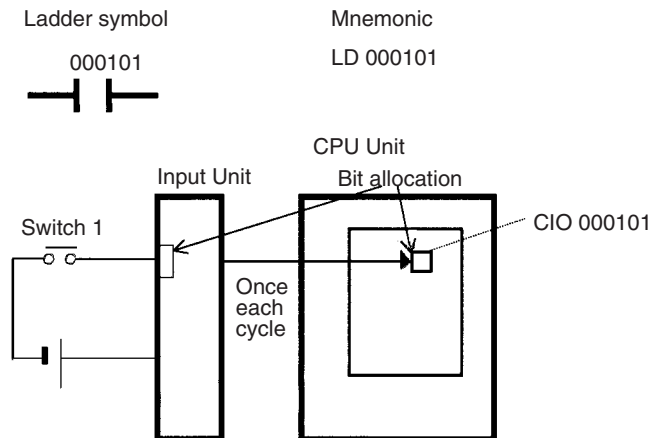 Ladder symbol
Mnemonic
000101
LD 000101
CPU Unit
Input Unit
Bit allocation
Switch 1
CIO 000101
Once
each
cycle